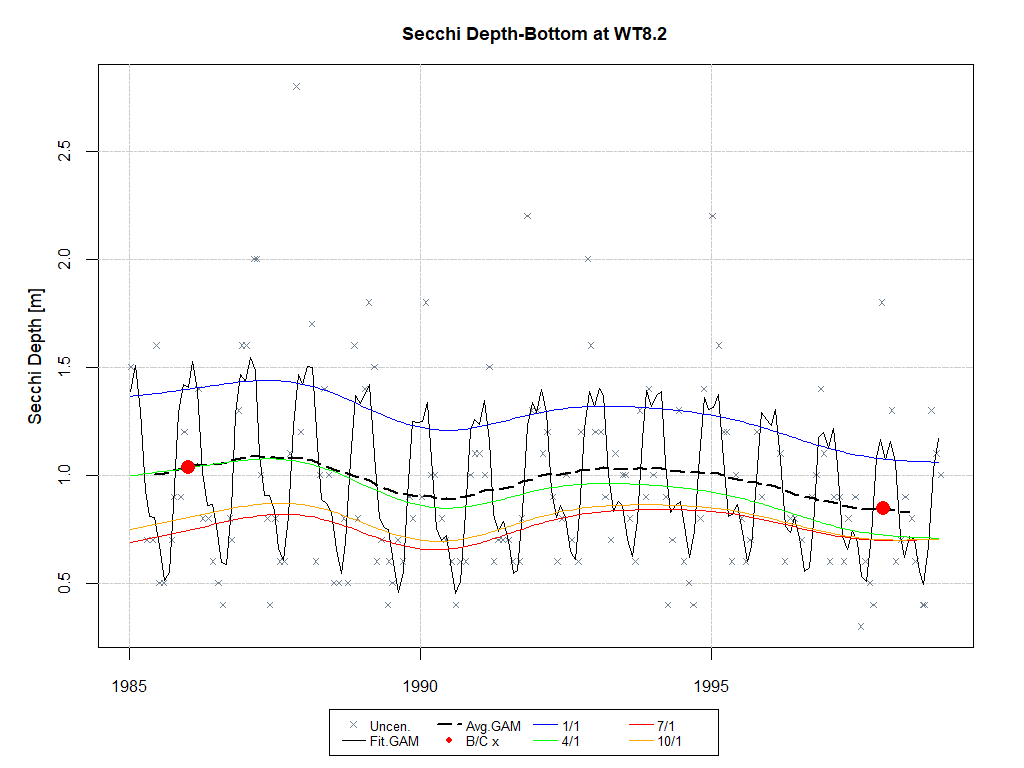 Secchi Depth-Bottom at WT8.2
Secchi Depth [m]
2.5
2.0
1.5
1.0
0.5
1985 1990 1995
Uncen. Avg.GAM 1/1 7/1
Fit.GAM B/C x 4/1 10/1